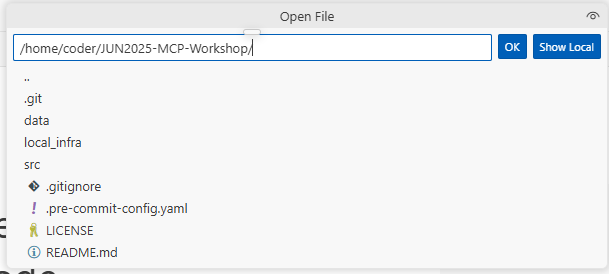 Open File
/home/coder/JUN2025-MCP-Workshop/
OK
Show Local
..
.git
data
local_infra
src
.gitignore
.pre-commit-config.yaml
LICENSE
README.md